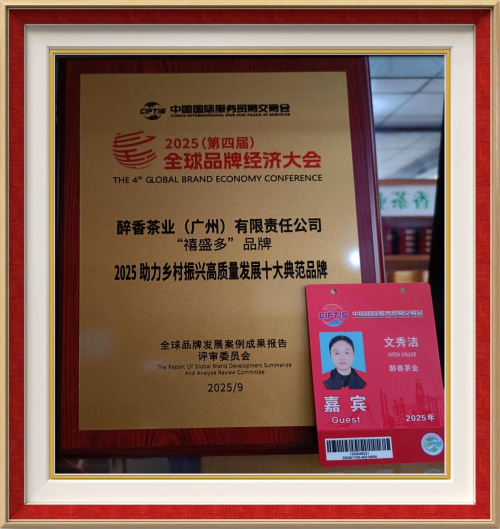 CIFTIS
中国国际服务贸易交易会
CHINA INTERNATIONAL FAIR FOR TRADE IN SERVICES
2025（第四届）
全球品牌经济大会
THE 4th GLOBAL BRAND ECONOMY CONFERENCE
醉香茶业（广州）有限责任公司
“禧盛多”品牌
2025 助力乡村振兴高质量发展十大典范品牌
全球品牌发展案例成果报告
评审委员会
The Report Of Global Brand Development Summarize
And Analyze Review Committee
2025/9
CIFTIS
中国国际服务贸易交易会
文秀洁
WEN XIUJIE
醉香茶业
嘉宾
Guest
2025年